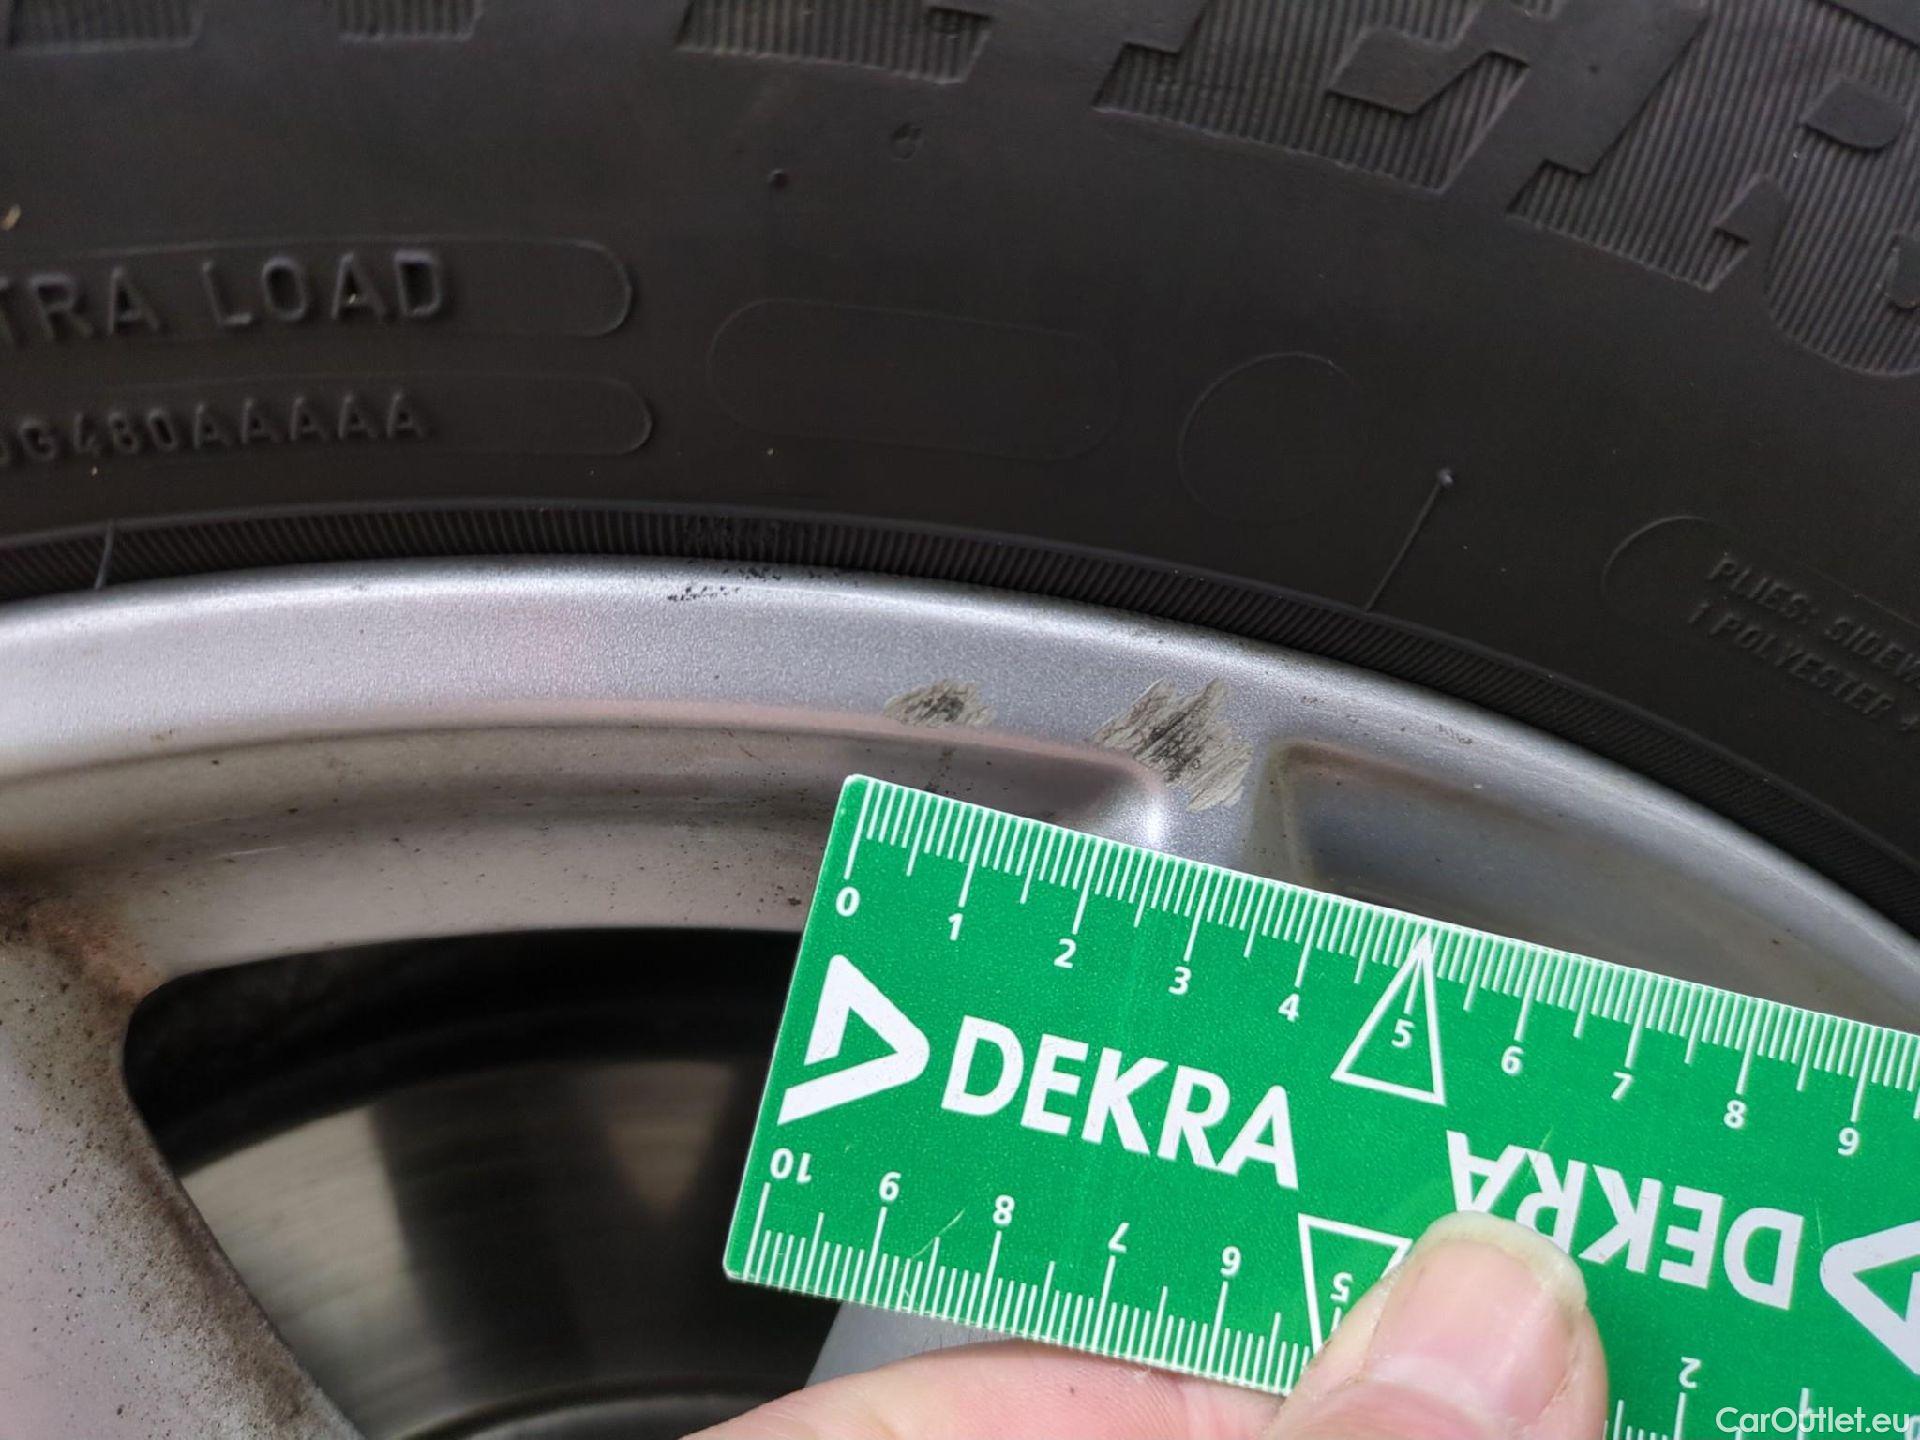 TRA LOAD
G480AAAAA
PLIES: SIDEW
1 POLYESTER +
0 1 2 3 4 5 6 7 8 9
DEKRA
DEKRA
10 9 8 7 6 5 2
CarOutlet.eu